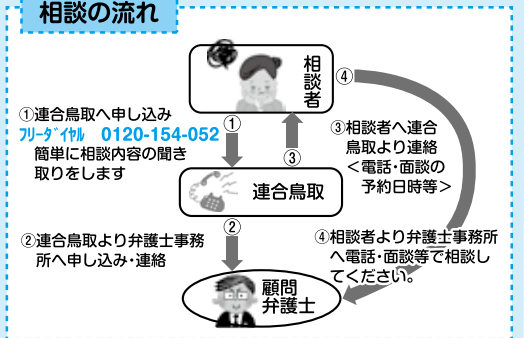 相談の流れ
相談者
①連合鳥取へ申し込み
ﾌﾘｰﾀﾞｲﾔﾙ 0120-154-052
簡単に相談内容の聞き
取りをします
①
③
④
③相談者へ連合
鳥取より連絡
<電話・面談の
予約日時等>
連合鳥取
②
②連合鳥取より弁護士事務
所へ申し込み・連絡
④相談者より弁護士事務所
へ電話・面談等で相談し
てください。
顧問
弁護士